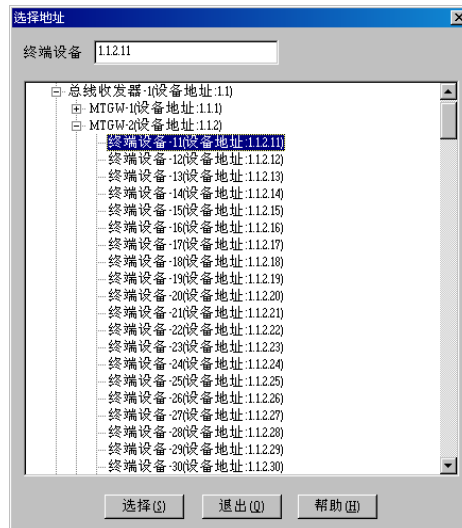 选择地址
终端设备 1.1.2.11
总线收发器-1(设备地址:1.1)
MTGW-1(设备地址:1.1.1)
MTGW-2(设备地址:1.1.2)
终端设备-11(设备地址:1.1.2.11)
终端设备-12(设备地址:1.1.2.12)
终端设备-13(设备地址:1.1.2.13)
终端设备-14(设备地址:1.1.2.14)
终端设备-15(设备地址:1.1.2.15)
终端设备-16(设备地址:1.1.2.16)
终端设备-17(设备地址:1.1.2.17)
终端设备-18(设备地址:1.1.2.18)
终端设备-19(设备地址:1.1.2.19)
终端设备-20(设备地址:1.1.2.20)
终端设备-21(设备地址:1.1.2.21)
终端设备-22(设备地址:1.1.2.22)
终端设备-23(设备地址:1.1.2.23)
终端设备-24(设备地址:1.1.2.24)
终端设备-25(设备地址:1.1.2.25)
终端设备-26(设备地址:1.1.2.26)
终端设备-27(设备地址:1.1.2.27)
终端设备-28(设备地址:1.1.2.28)
终端设备-29(设备地址:1.1.2.29)
终端设备-30(设备地址:1.1.2.30)
选择(S) 退出(Q) 帮助(H)